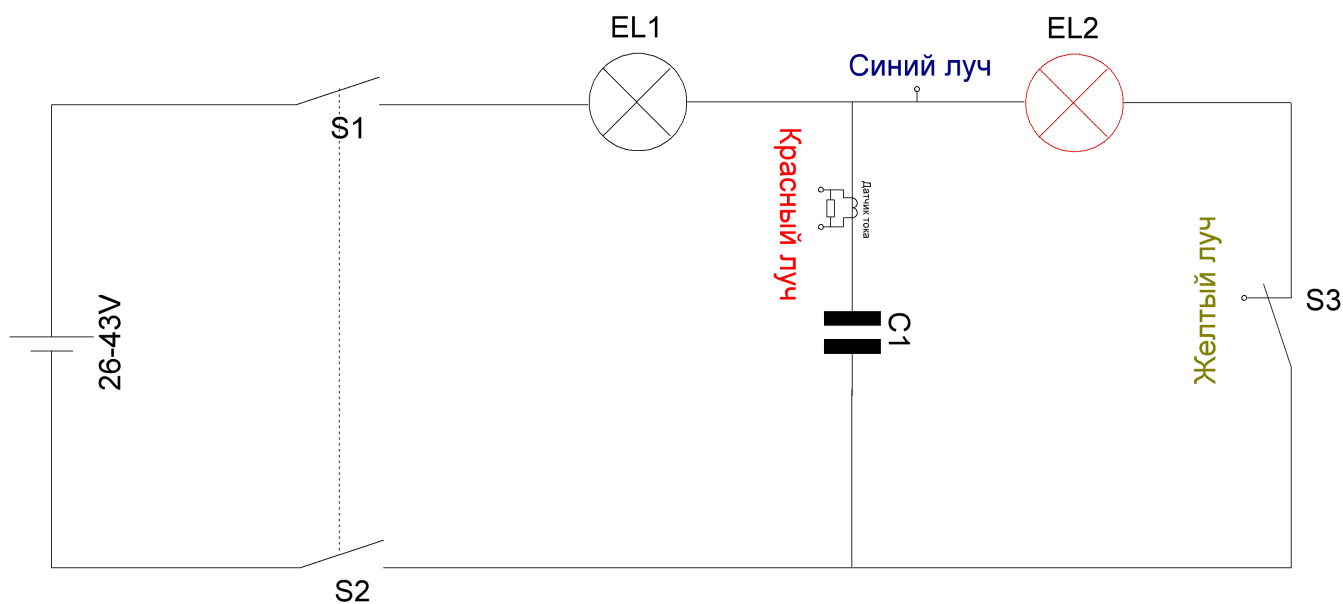 EL1
EL2
Синий луч
S1
Красный луч
Датчик тока
Желтый луч
S3
26-43V
C1
S2